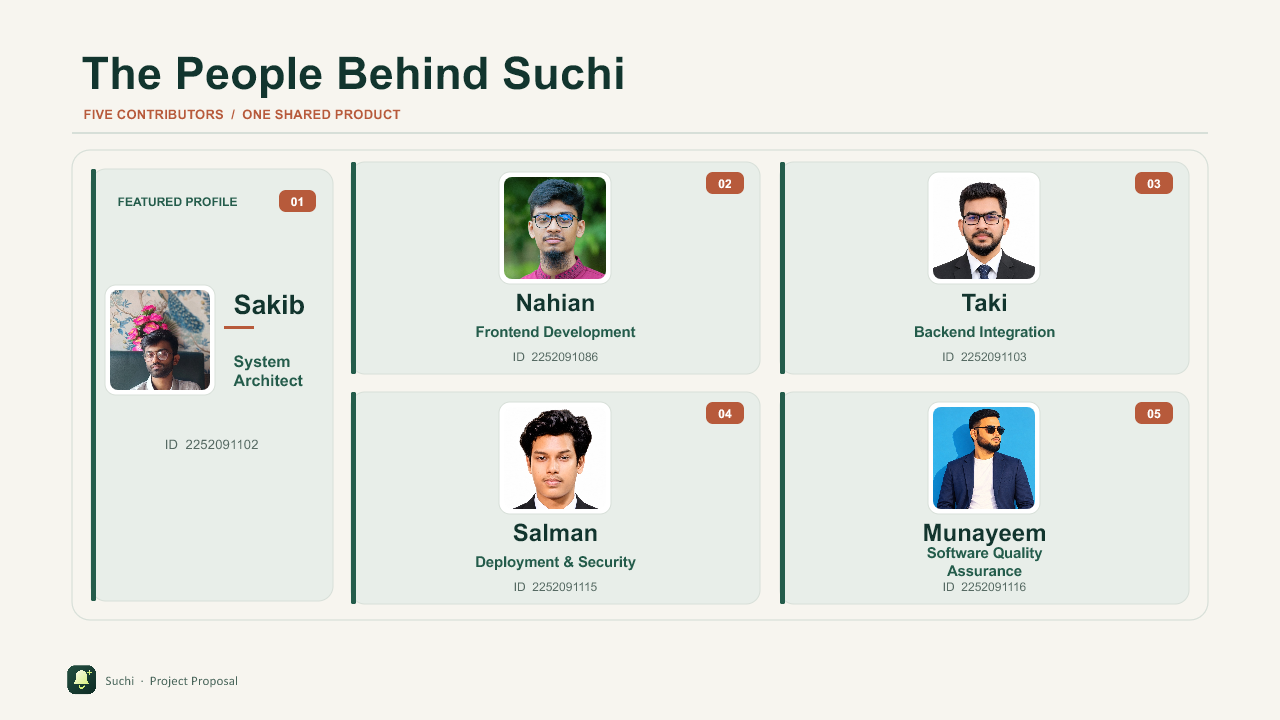 The People Behind Suchi
FIVE CONTRIBUTORS / ONE SHARED PRODUCT
FEATURED PROFILE
01
Sakib
System
Architect
ID 2252091102
02
Nahian
Frontend Development
ID 2252091086
03
Taki
Backend Integration
ID 2252091103
04
Salman
Deployment & Security
ID 2252091115
05
Munayeem
Software Quality
Assurance
ID 2252091116
Suchi · Project Proposal